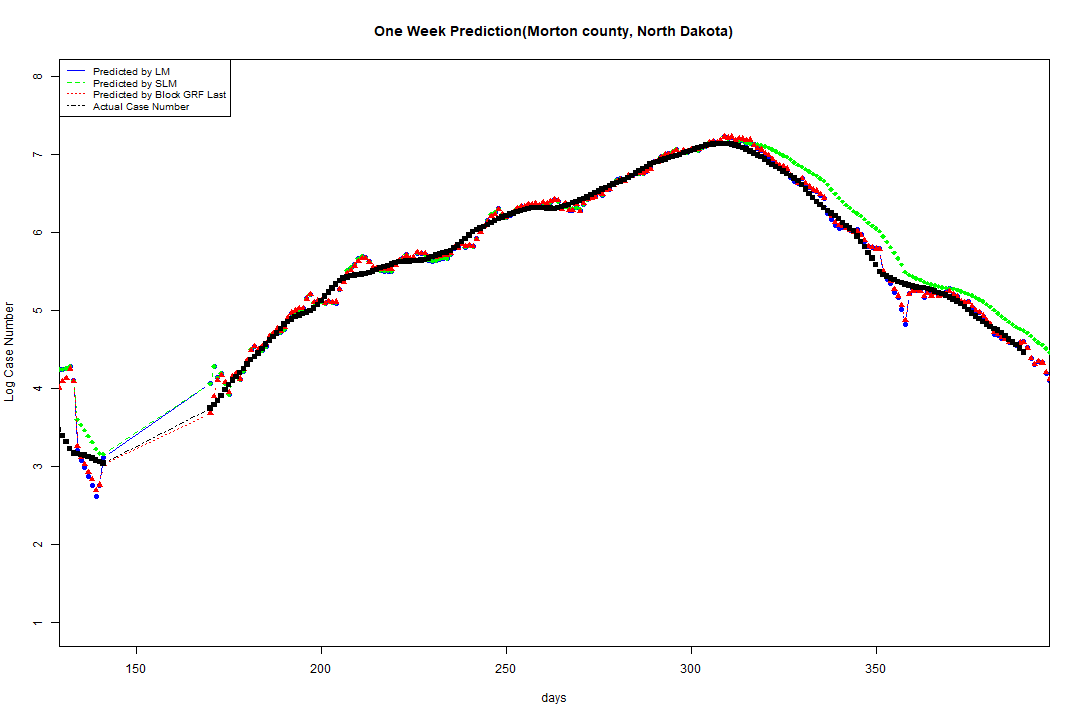 One Week Prediction(Morton county, North Dakota)
Predicted by LM
Predicted by SLM
Predicted by Block GRF Last
Actual Case Number
Log Case Number
8
7
6
5
4
3
2
1
150 200 250 300 350
days